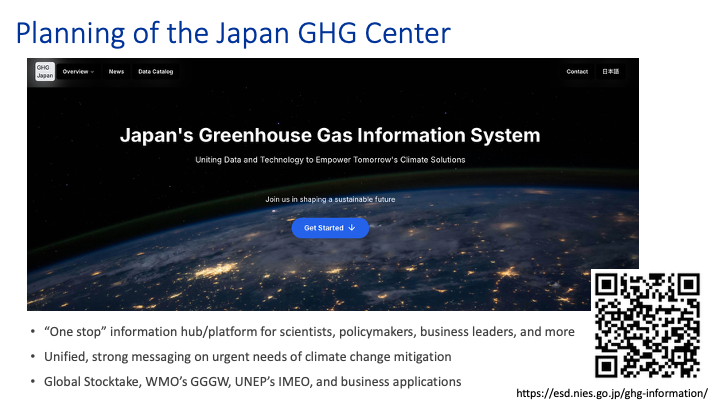 Planning of the Japan GHG Center
GHG
Japan
Overview
News
Data Catalog
Contact
日本語
Japan's Greenhouse Gas Information System
Uniting Data and Technology to Empower Tomorrow's Climate Solutions
Join us in shaping a sustainable future
Get Started ↓
• “One stop” information hub/platform for scientists, policymakers, business leaders, and more
• Unified, strong messaging on urgent needs of climate change mitigation
• Global Stocktake, WMO’s GGGW, UNEP’s IMEO, and business applications
https://esd.nies.go.jp/ghg-information/